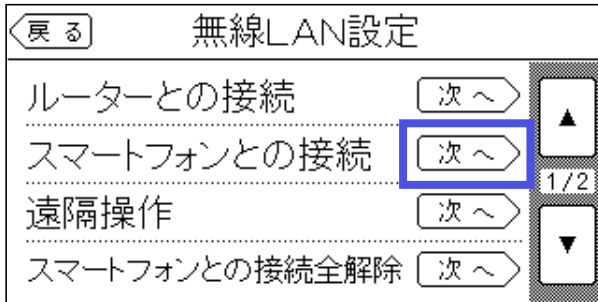 戻る 無線LAN設定
ルーターとの接続 次へ
スマートフォンとの接続 次へ
1/2
遠隔操作 次へ
スマートフォンとの接続全解除 次へ